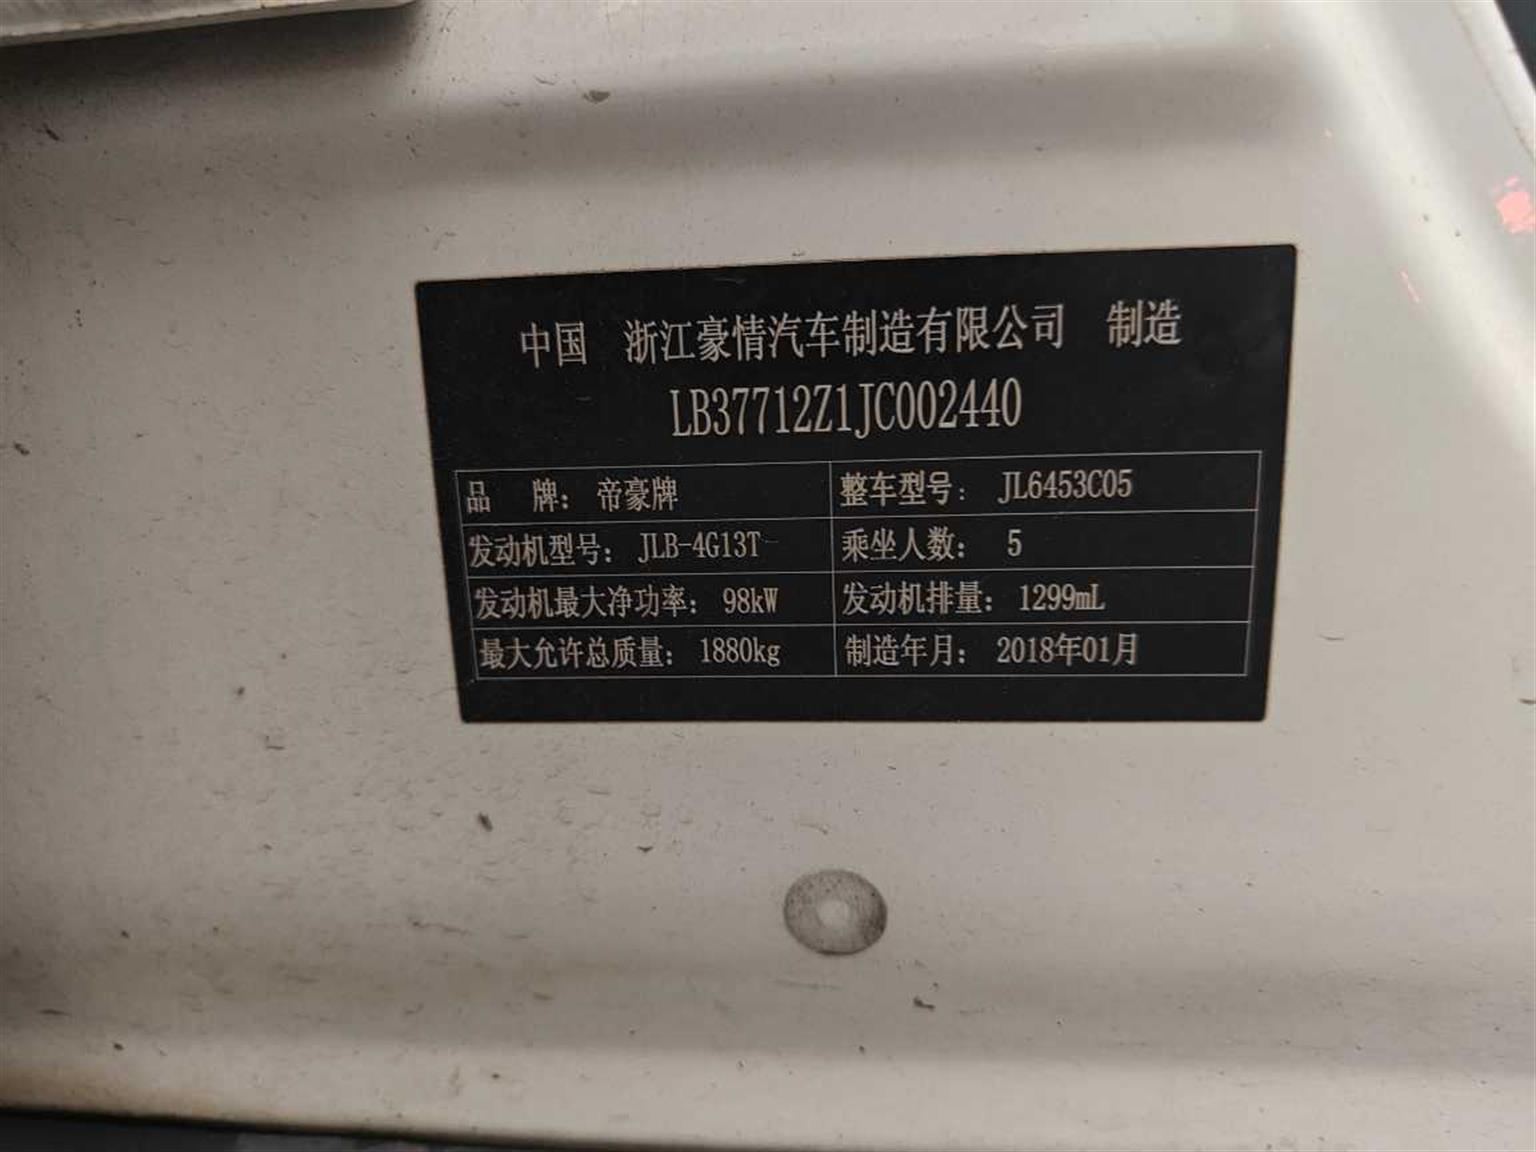 中国 浙江豪情汽车制造有限公司 制造
LB37712Z1JC002440
品 牌： 帝豪牌 整车型号： JL6453C05
发动机型号： JLB-4G13T 乘坐人数： 5
发动机最大净功率： 98kW 发动机排量： 1299mL
最大允许总质量： 1880kg 制造年月： 2018年01月